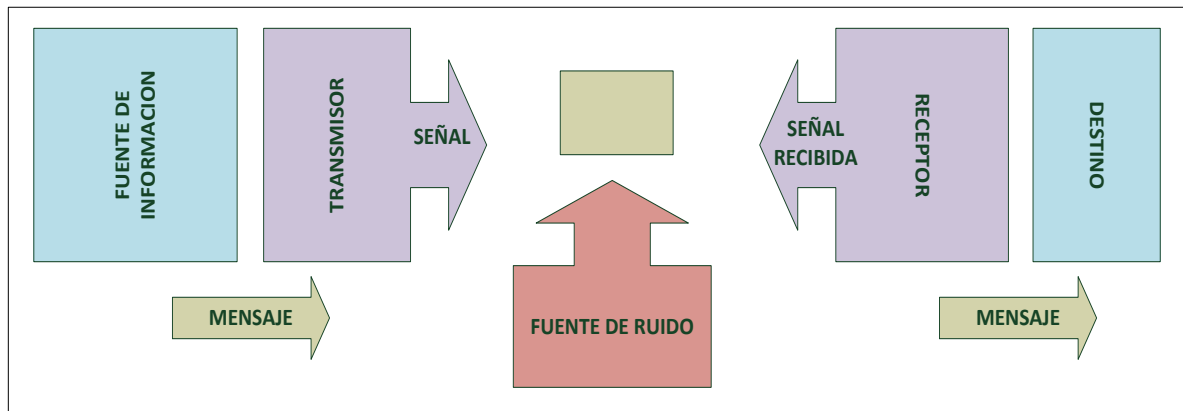 FUENTE DE
INFORMACION
TRANSMISOR
SEÑAL
SEÑAL
RECIBIDA
RECEPTOR
DESTINO
MENSAJE
FUENTE DE RUIDO
MENSAJE